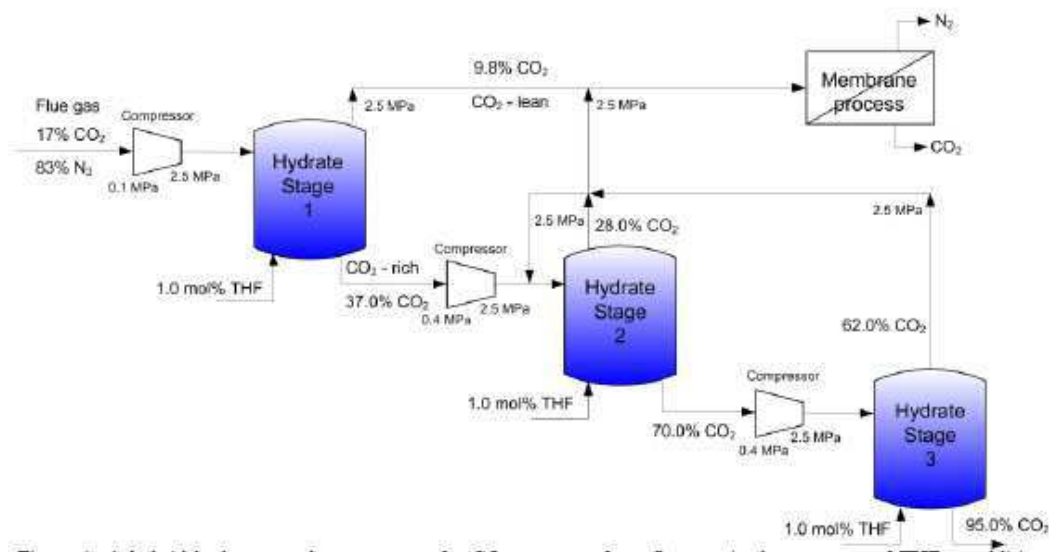 N₂
9.8% CO₂
CO₂ - lean
2.5 MPa
2.5 MPa
Membrane
process
CO₂
Flue gas
17% CO₂
83% N₂
Compressor
0.1 MPa
2.5 MPa
Hydrate
Stage
1
1.0 mol% THF
CO₂ - rich
37.0% CO₂
Compressor
0.4 MPa
2.5 MPa
2.5 MPa
28.0% CO₂
2.5 MPa
Hydrate
Stage
2
1.0 mol% THF
62.0% CO₂
70.0% CO₂
Compressor
0.4 MPa
2.5 MPa
Hydrate
Stage
3
1.0 mol% THF
95.0% CO₂